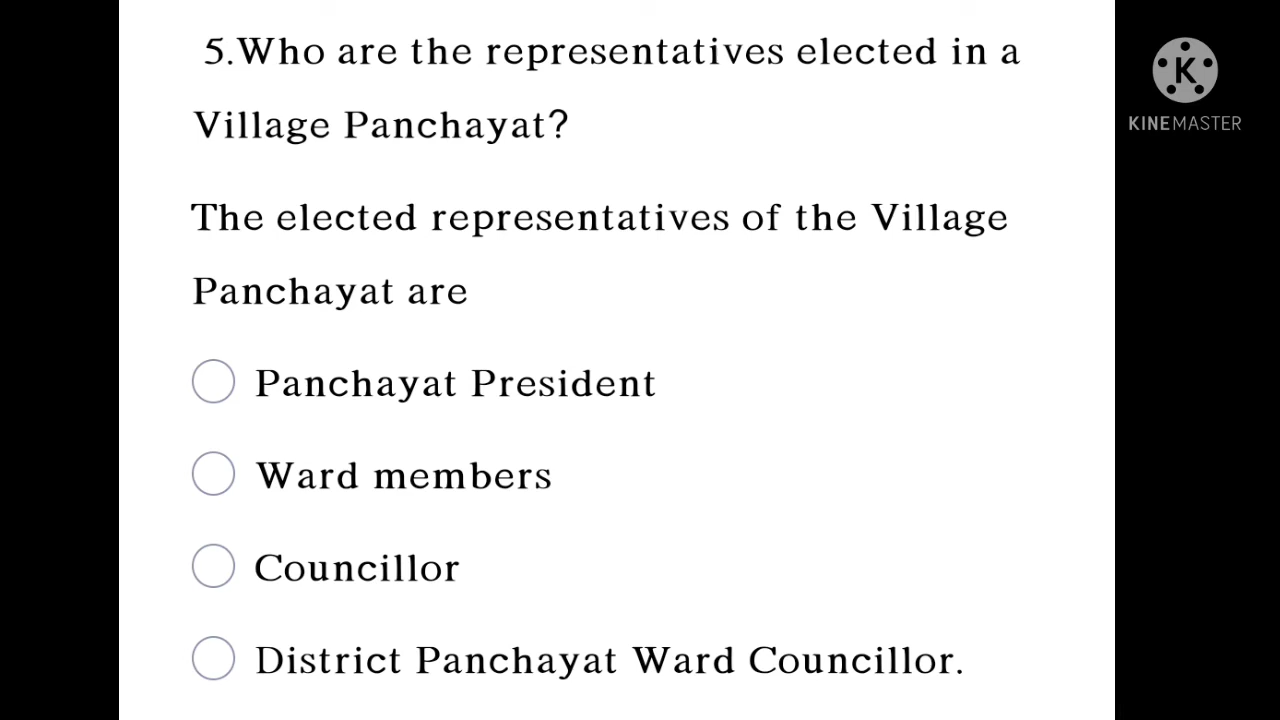 5.Who are the representatives elected in a
Village Panchayat?
The elected representatives of the Village
Panchayat are
Panchayat President
Ward members
Councillor
District Panchayat Ward Councillor.
K
KINEMASTER